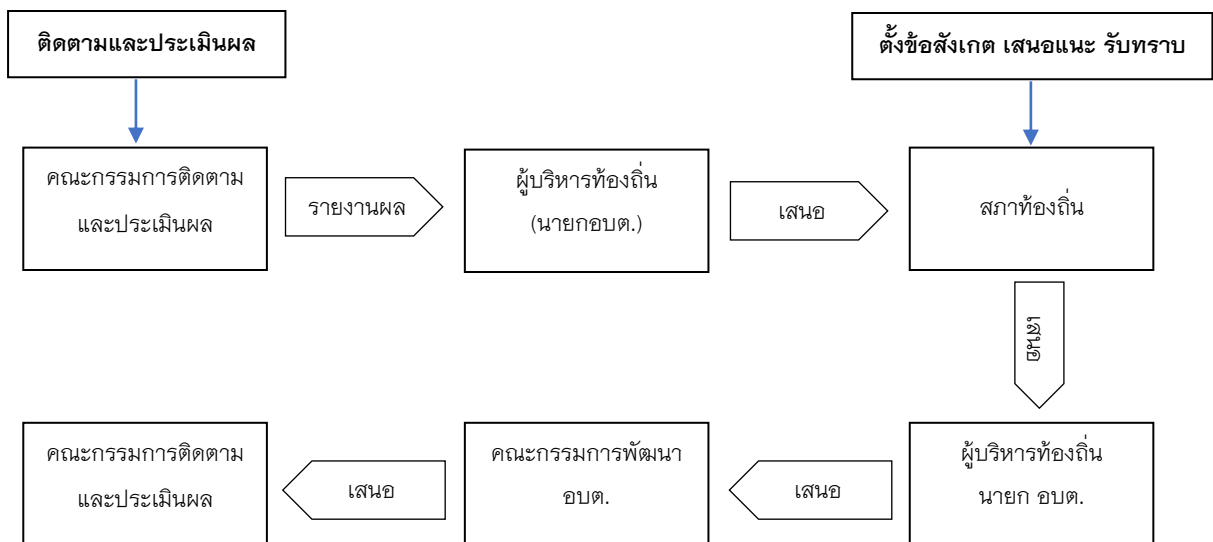 ติดตามและประเมินผล
ตั้งข้อสังเกต เสนอแนะ รับทราบ
คณะกรรมการติดตาม
และประเมินผล
รายงานผล
ผู้บริหารท้องถิ่น
(นายกอบต.)
เสนอ
สภาท้องถิ่น
เสนอ
คณะกรรมการติดตาม
และประเมินผล
เสนอ
คณะกรรมการพัฒนา
อบต.
เสนอ
ผู้บริหารท้องถิ่น
นายก อบต.